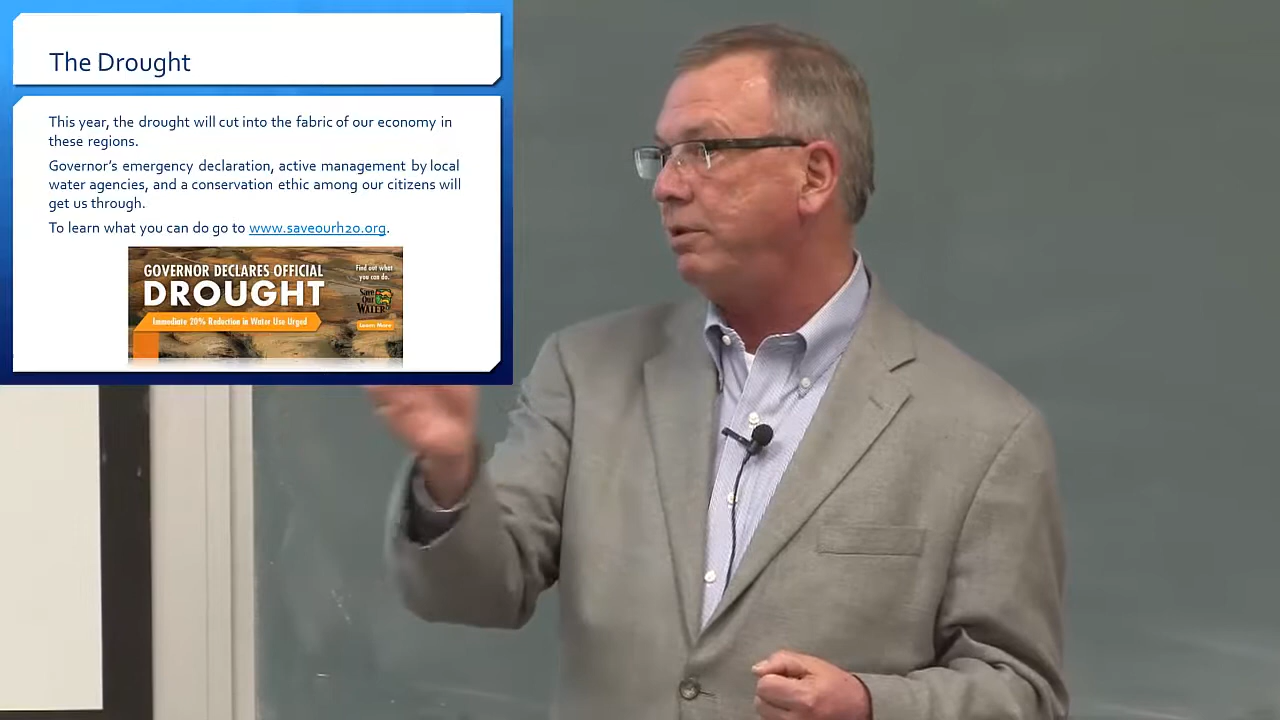 The Drought
This year, the drought will cut into the fabric of our economy in
these regions.
Governor's emergency declaration, active management by local
water agencies, and a conservation ethic among our citizens will
get us through.
To learn what you can do go to www.saveourh2o.org.
GOVERNOR DECLARES OFFICIAL
DROUGHT
Immediate 20% Reduction in Water Use Urged
Find out what
you can do.
Save
Our
WATER
Learn More